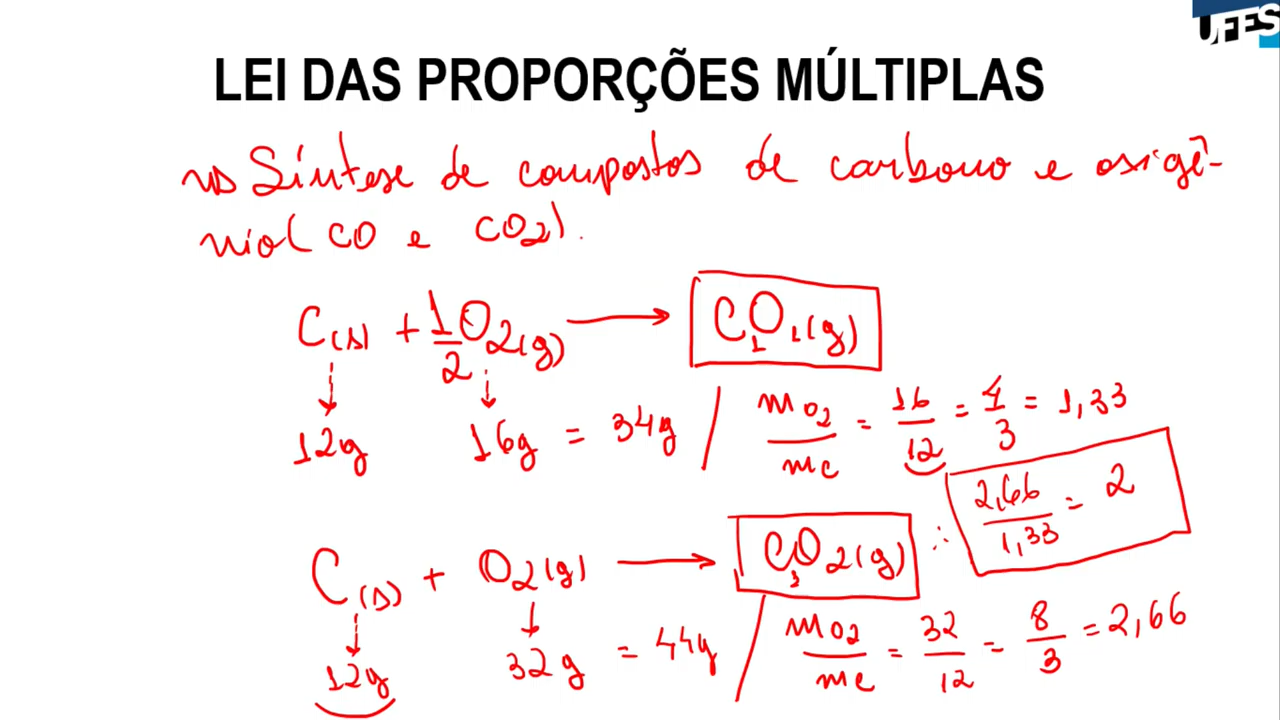 UFES
LEI DAS PROPORÇÕES MÚLTIPLAS
Síntese de compostos de carbono e oxigê-
nio( CO e CO2).
C(s) + 1/2 O2(g) → C1O1(g)
12g 16g = 34g / mO2/mC = 16/12 = 4/3 = 1,33
∴ 2,66/1,33 = 2
C(s) + O2(g) → C1O2(g)
12g 32g = 44g / mO2/mC = 32/12 = 8/3 = 2,66